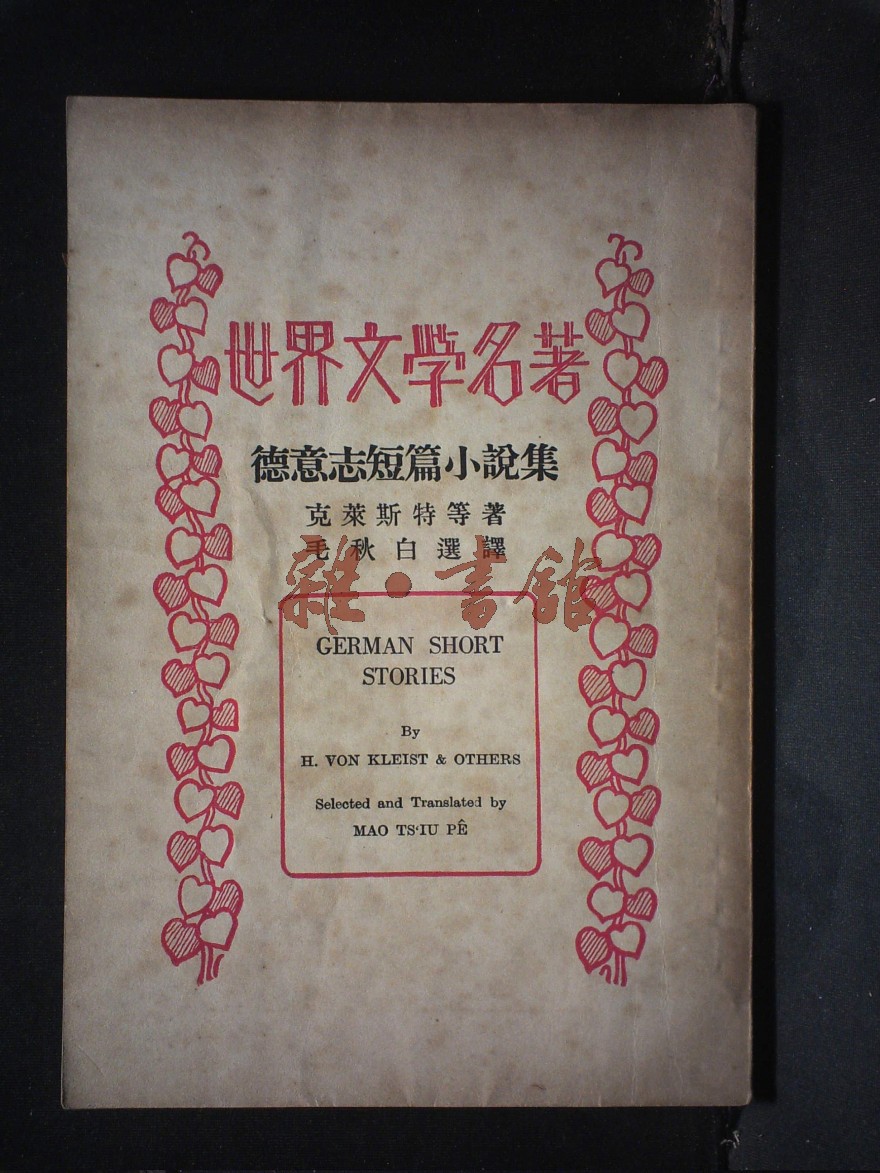 世界文學名著
德意志短篇小說集
克萊斯特等著
毛秋白選譯
雜·書館
GERMAN SHORT
STORIES
By
H. VON KLEIST & OTHERS
Selected and Translated by
MAO TS‘IU PÊ